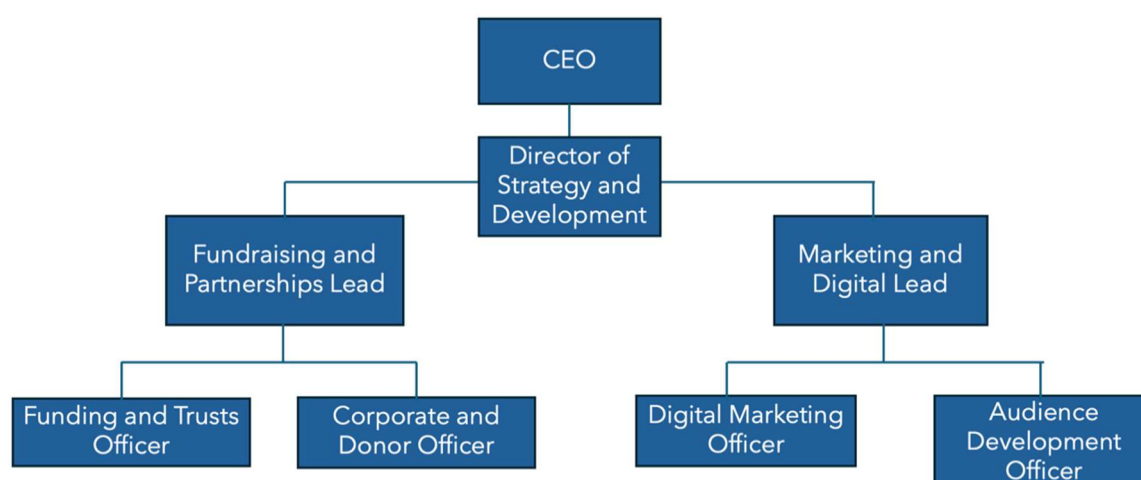 CEO
Director of
Strategy and
Development
Fundraising and
Partnerships Lead
Marketing and
Digital Lead
Funding and Trusts
Officer
Corporate and
Donor Officer
Digital Marketing
Officer
Audience
Development
Officer